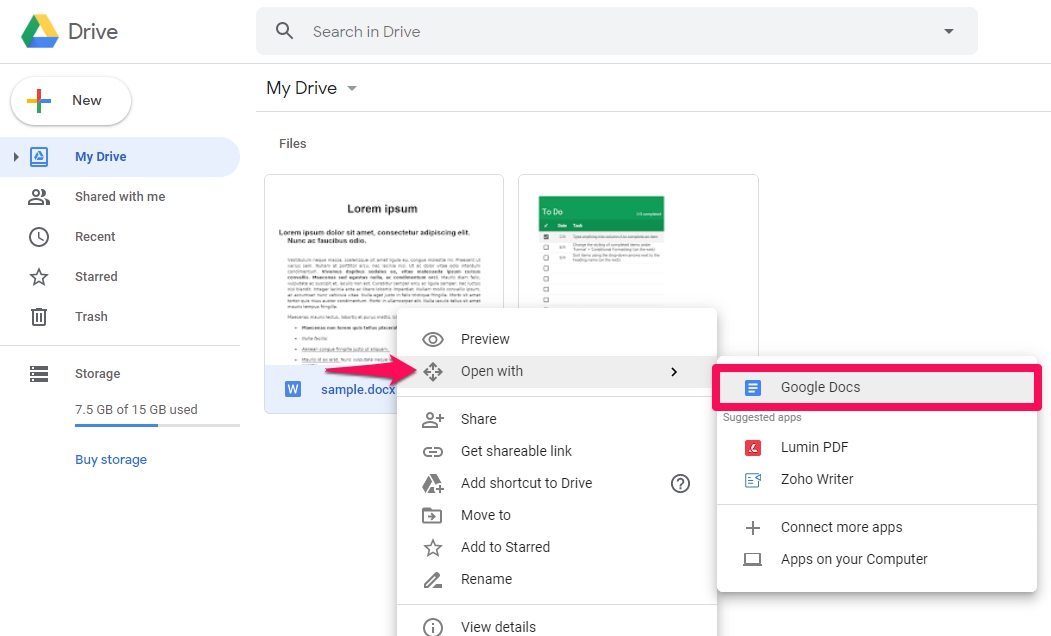 Drive
Search in Drive
New
My Drive
Files
My Drive
Shared with me
Recent
Starred
Trash
Storage
7.5 GB of 15 GB used
Buy storage
Lorem ipsum
Lorem ipsum dolor sit amet, consectetur adipiscing elit.
Nunc ac faucibus odio.
W
sample.docx
To Do
Date
Task
Preview
Open with
Share
Get shareable link
Add shortcut to Drive
?
Move to
Add to Starred
Rename
View details
Google Docs
Suggested apps
Lumin PDF
Zoho Writer
Connect more apps
Apps on your Computer